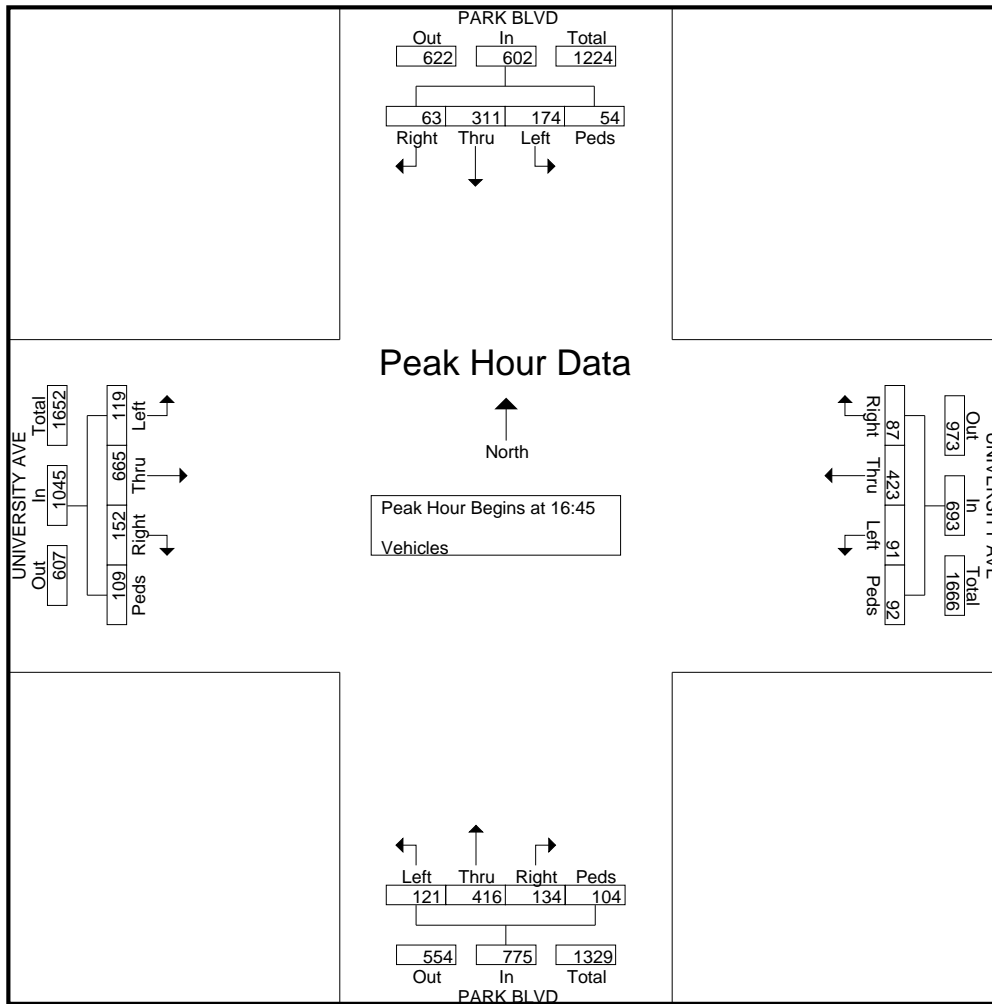 PARK BLVD
Out In Total
622 602 1224
63 311 174 54
Right Thru Left Peds
Peak Hour Data
North
Peak Hour Begins at 16:45
Vehicles
UNIVERSITY AVE
Out In Total
607 1045 1652
119 665 152 109
Left Thru Right Peds
UNIVERSITY AVE
Out In Total
973 693 1666
87 423 91 92
Right Thru Left Peds
Left Thru Right Peds
121 416 134 104
554 775 1329
Out In Total
PARK BLVD